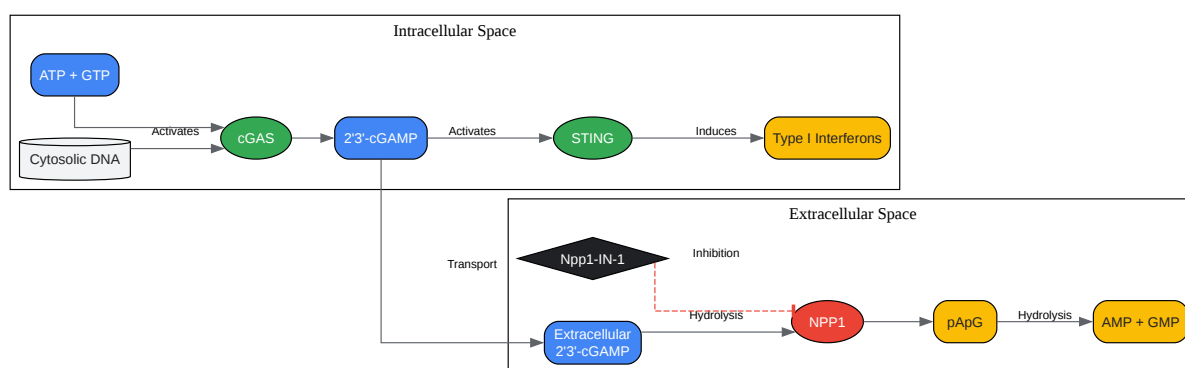 Intracellular Space
ATP + GTP
Activates
Cytosolic DNA
cGAS
2'3'-cGAMP
Activates
STING
Induces
Type I Interferons
Extracellular Space
Transport
Npp1-IN-1
Inhibition
Extracellular
2'3'-cGAMP
Hydrolysis
NPP1
pApG
Hydrolysis
AMP + GMP